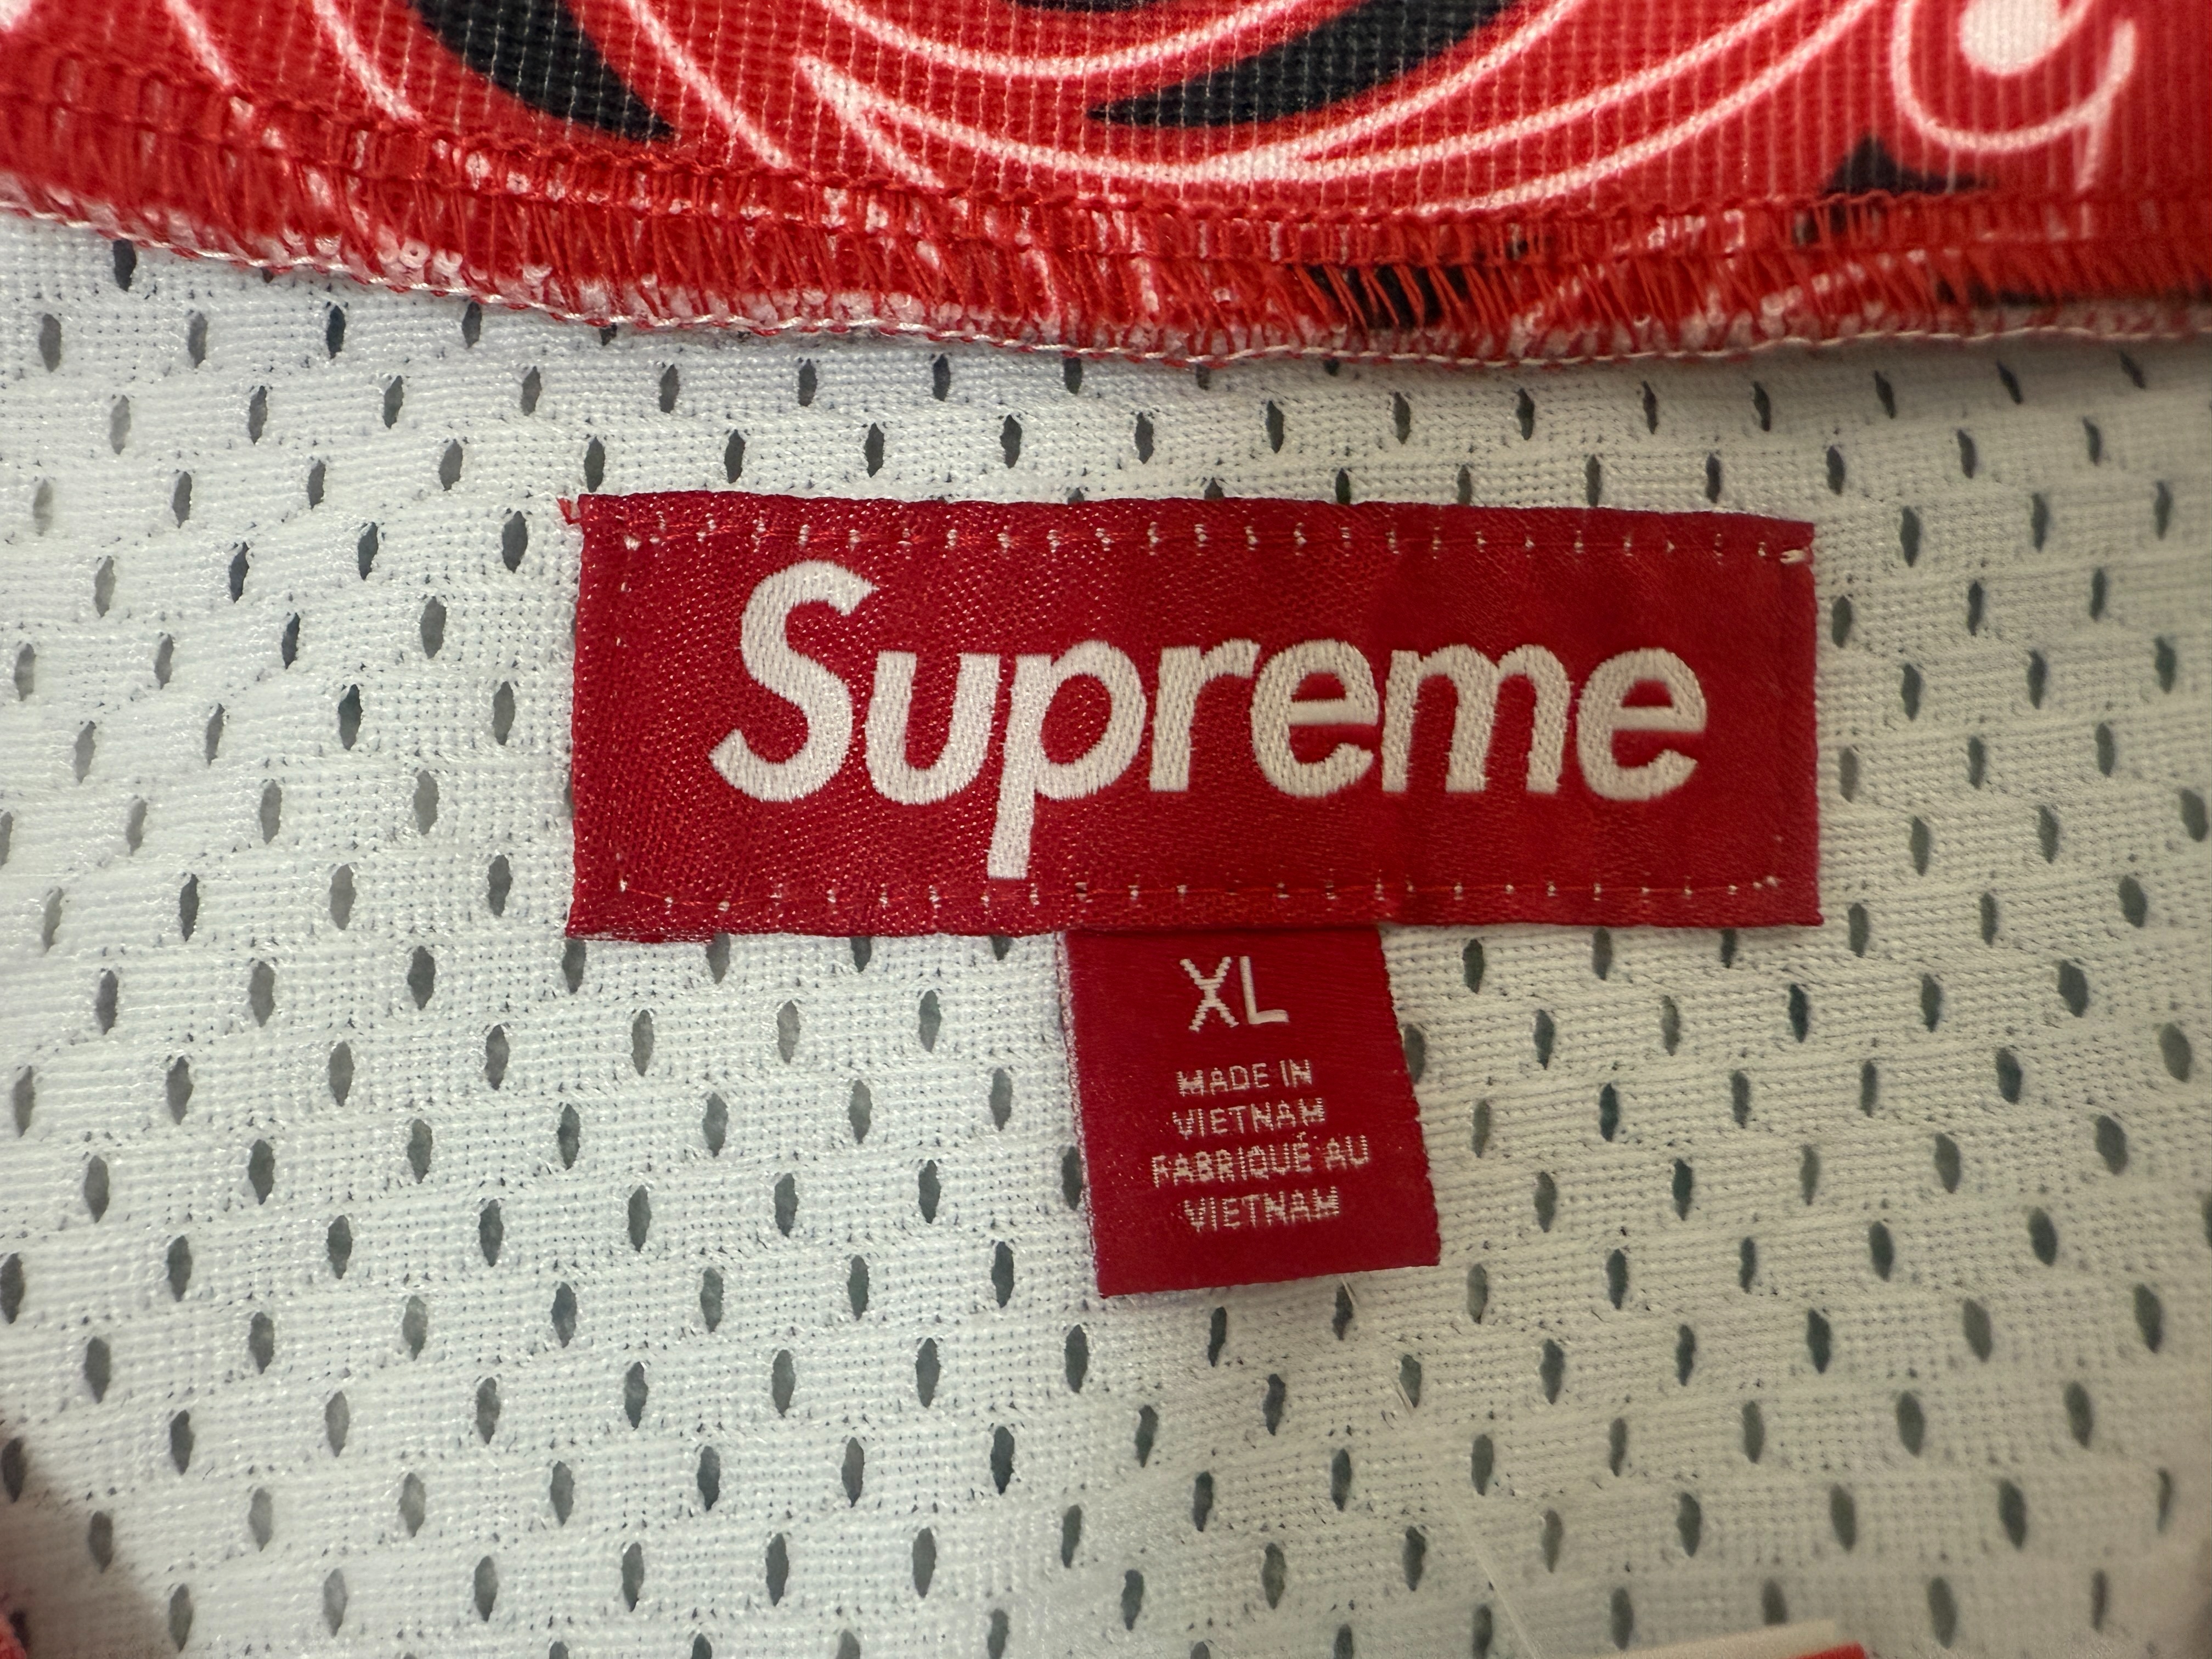 Supreme
XL
MADE IN
VIETNAM
FABRIQUÉ AU
VIETNAM